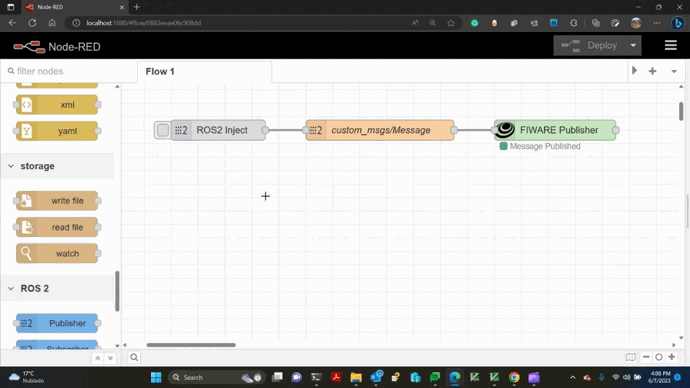 Node-RED
localhost:1880/#flow/0883eeae06c908dd
Node-RED
Deploy
filter nodes
Flow 1
xml
yaml
storage
write file
read file
watch
ROS 2
Publisher
Subscriber
ROS2 Inject
custom_msgs/Message
FIWARE Publisher
Message Published
17°C
Nublado
Search
4:08 PM
6/7/2023